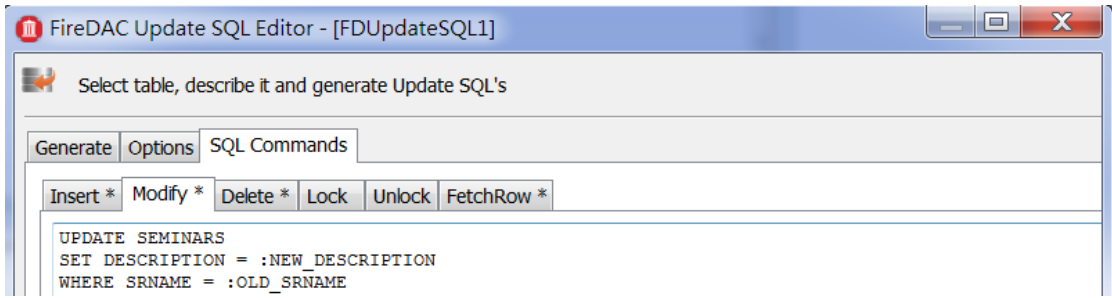 FireDAC Update SQL Editor - [FDUpdateSQL1]
Select table, describe it and generate Update SQL's
Generate Options SQL Commands
Insert * Modify * Delete * Lock Unlock FetchRow *
UPDATE SEMINARS
SET DESCRIPTION = :NEW_DESCRIPTION
WHERE SRNAME = :OLD_SRNAME